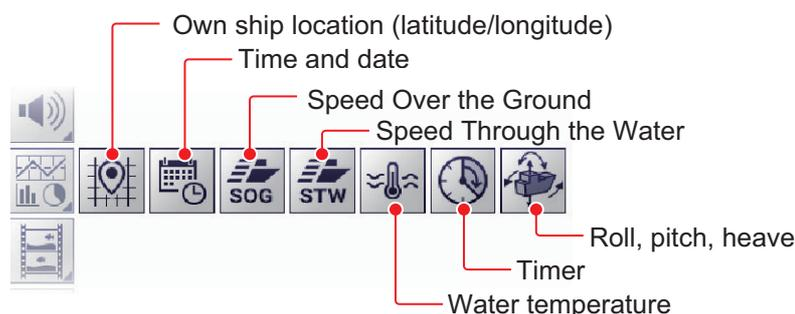 Own ship location (latitude/longitude)
Time and date
Speed Over the Ground
Speed Through the Water
SOG
STW
Roll, pitch, heave
Timer
Water temperature